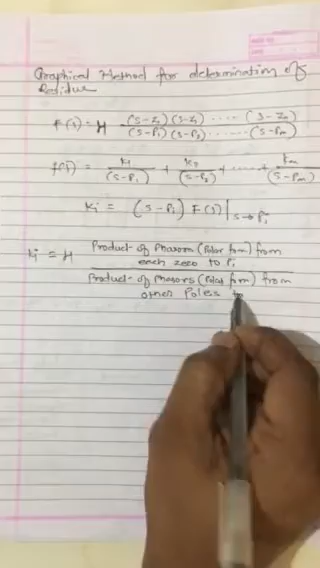 Graphical Method for determination of
Residue
F(s) = H (s-z1)(s-z2) ..... (s-zn) / (s-p1)(s-p2) ....... (s-pm)
f(s) = k1/(s-p1) + k2/(s-p2) + ...... + km/(s-pm)
Ki = (s-pi) F(s)|s→pi
Ki = H
Product of Phasors (Polar form) from
each zero to Pi
Product of Phasors (Polar form) from
other Poless to